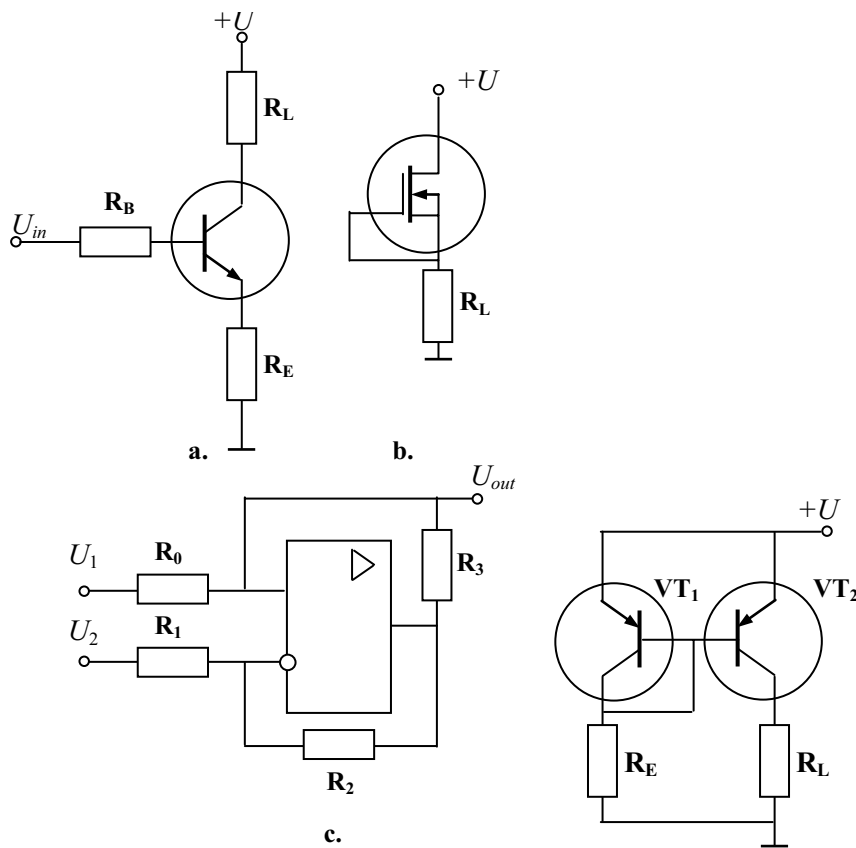 +U
R_L
+U
R_B
U_in
R_L
R_E
a.
b.
U_out
+U
U_1
R_0
R_3
VT_1
VT_2
U_2
R_1
R_E
R_L
R_2
c.